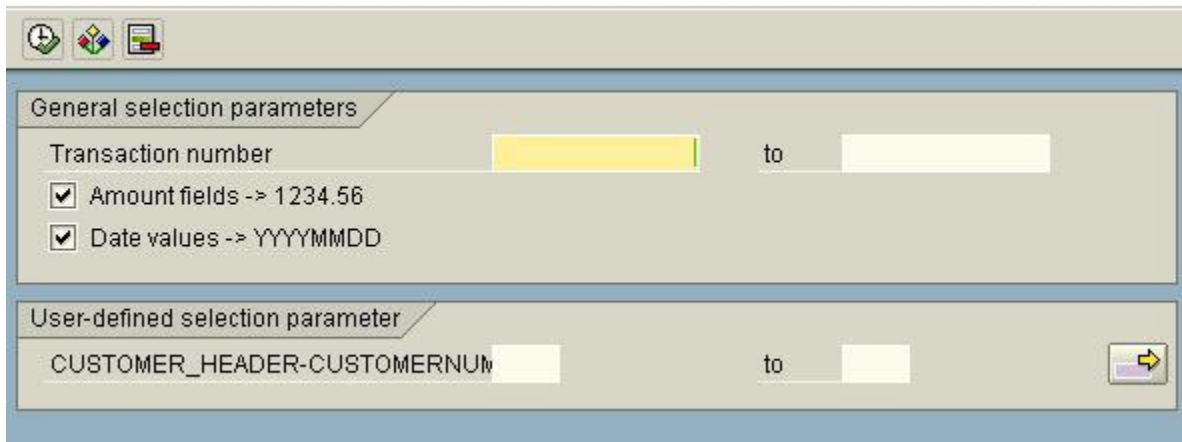 General selection parameters
Transaction number to
Amount fields -> 1234.56
Date values -> YYYYMMDD
User-defined selection parameter
CUSTOMER_HEADER-CUSTOMERNUM to